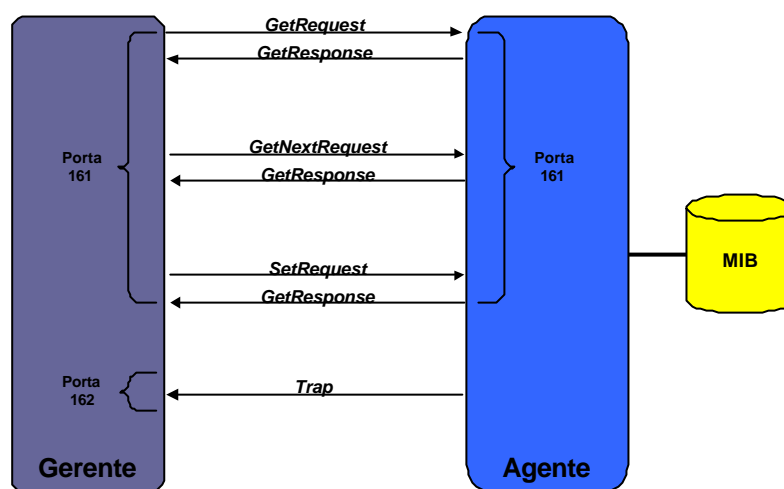 GetRequest
GetResponse
GetNextRequest
Porta
161
Porta
161
GetResponse
MIB
SetRequest
GetResponse
Porta
162
Trap
Gerente
Agente